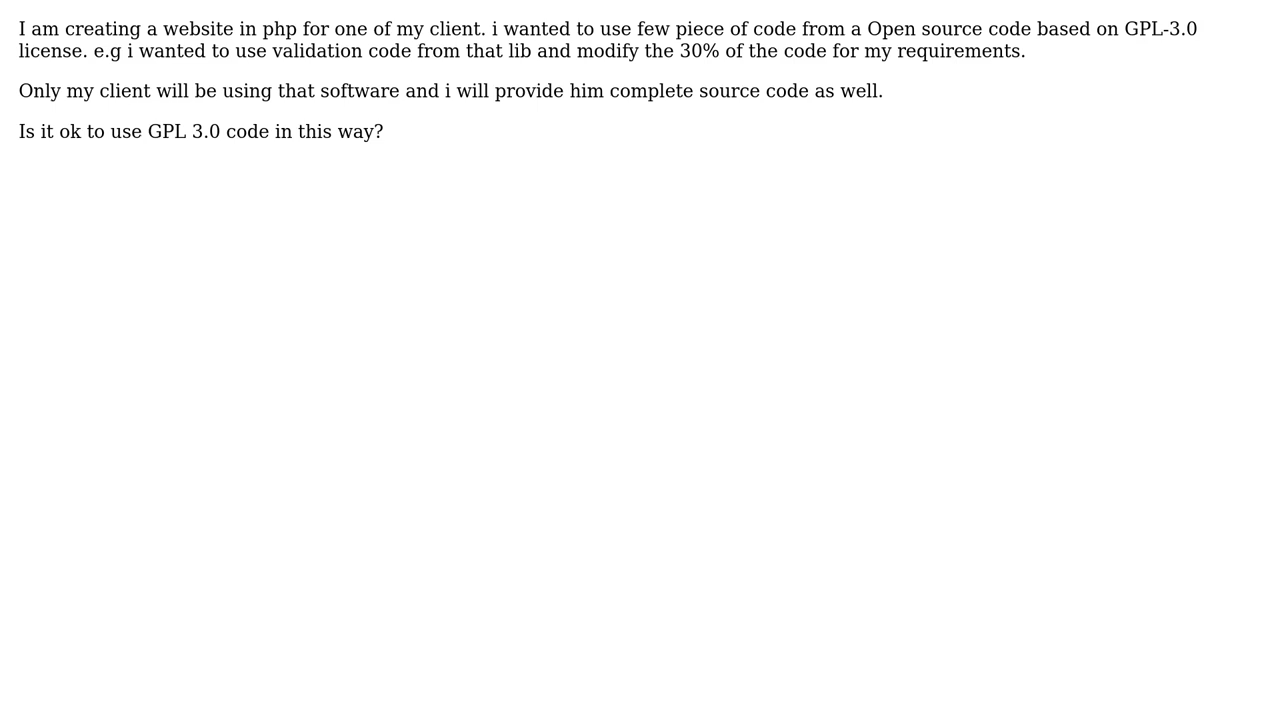 I am creating a website in php for one of my client. i wanted to use few piece of code from a Open source code based on GPL-3.0
license. e.g i wanted to use validation code from that lib and modify the 30% of the code for my requirements.
Only my client will be using that software and i will provide him complete source code as well.
Is it ok to use GPL 3.0 code in this way?